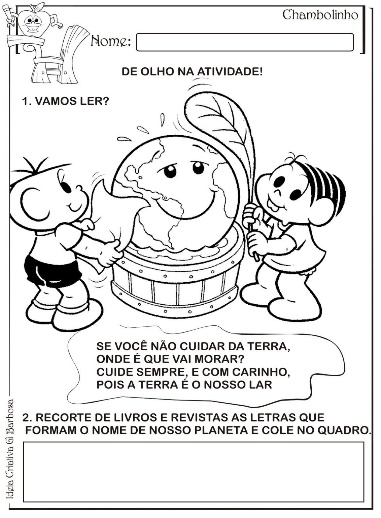 Chambolinho
Nome:
DE OLHO NA ATIVIDADE!
1. VAMOS LER?
SE VOCÊ NÃO CUIDAR DA TERRA,
ONDE É QUE VAI MORAR?
CUIDE SEMPRE, E COM CARINHO,
POIS A TERRA É O NOSSO LAR
2. RECORTE DE LIVROS E REVISTAS AS LETRAS QUE
FORMAM O NOME DE NOSSO PLANETA E COLE NO QUADRO.
Ideia Criativa Gi Barbosa